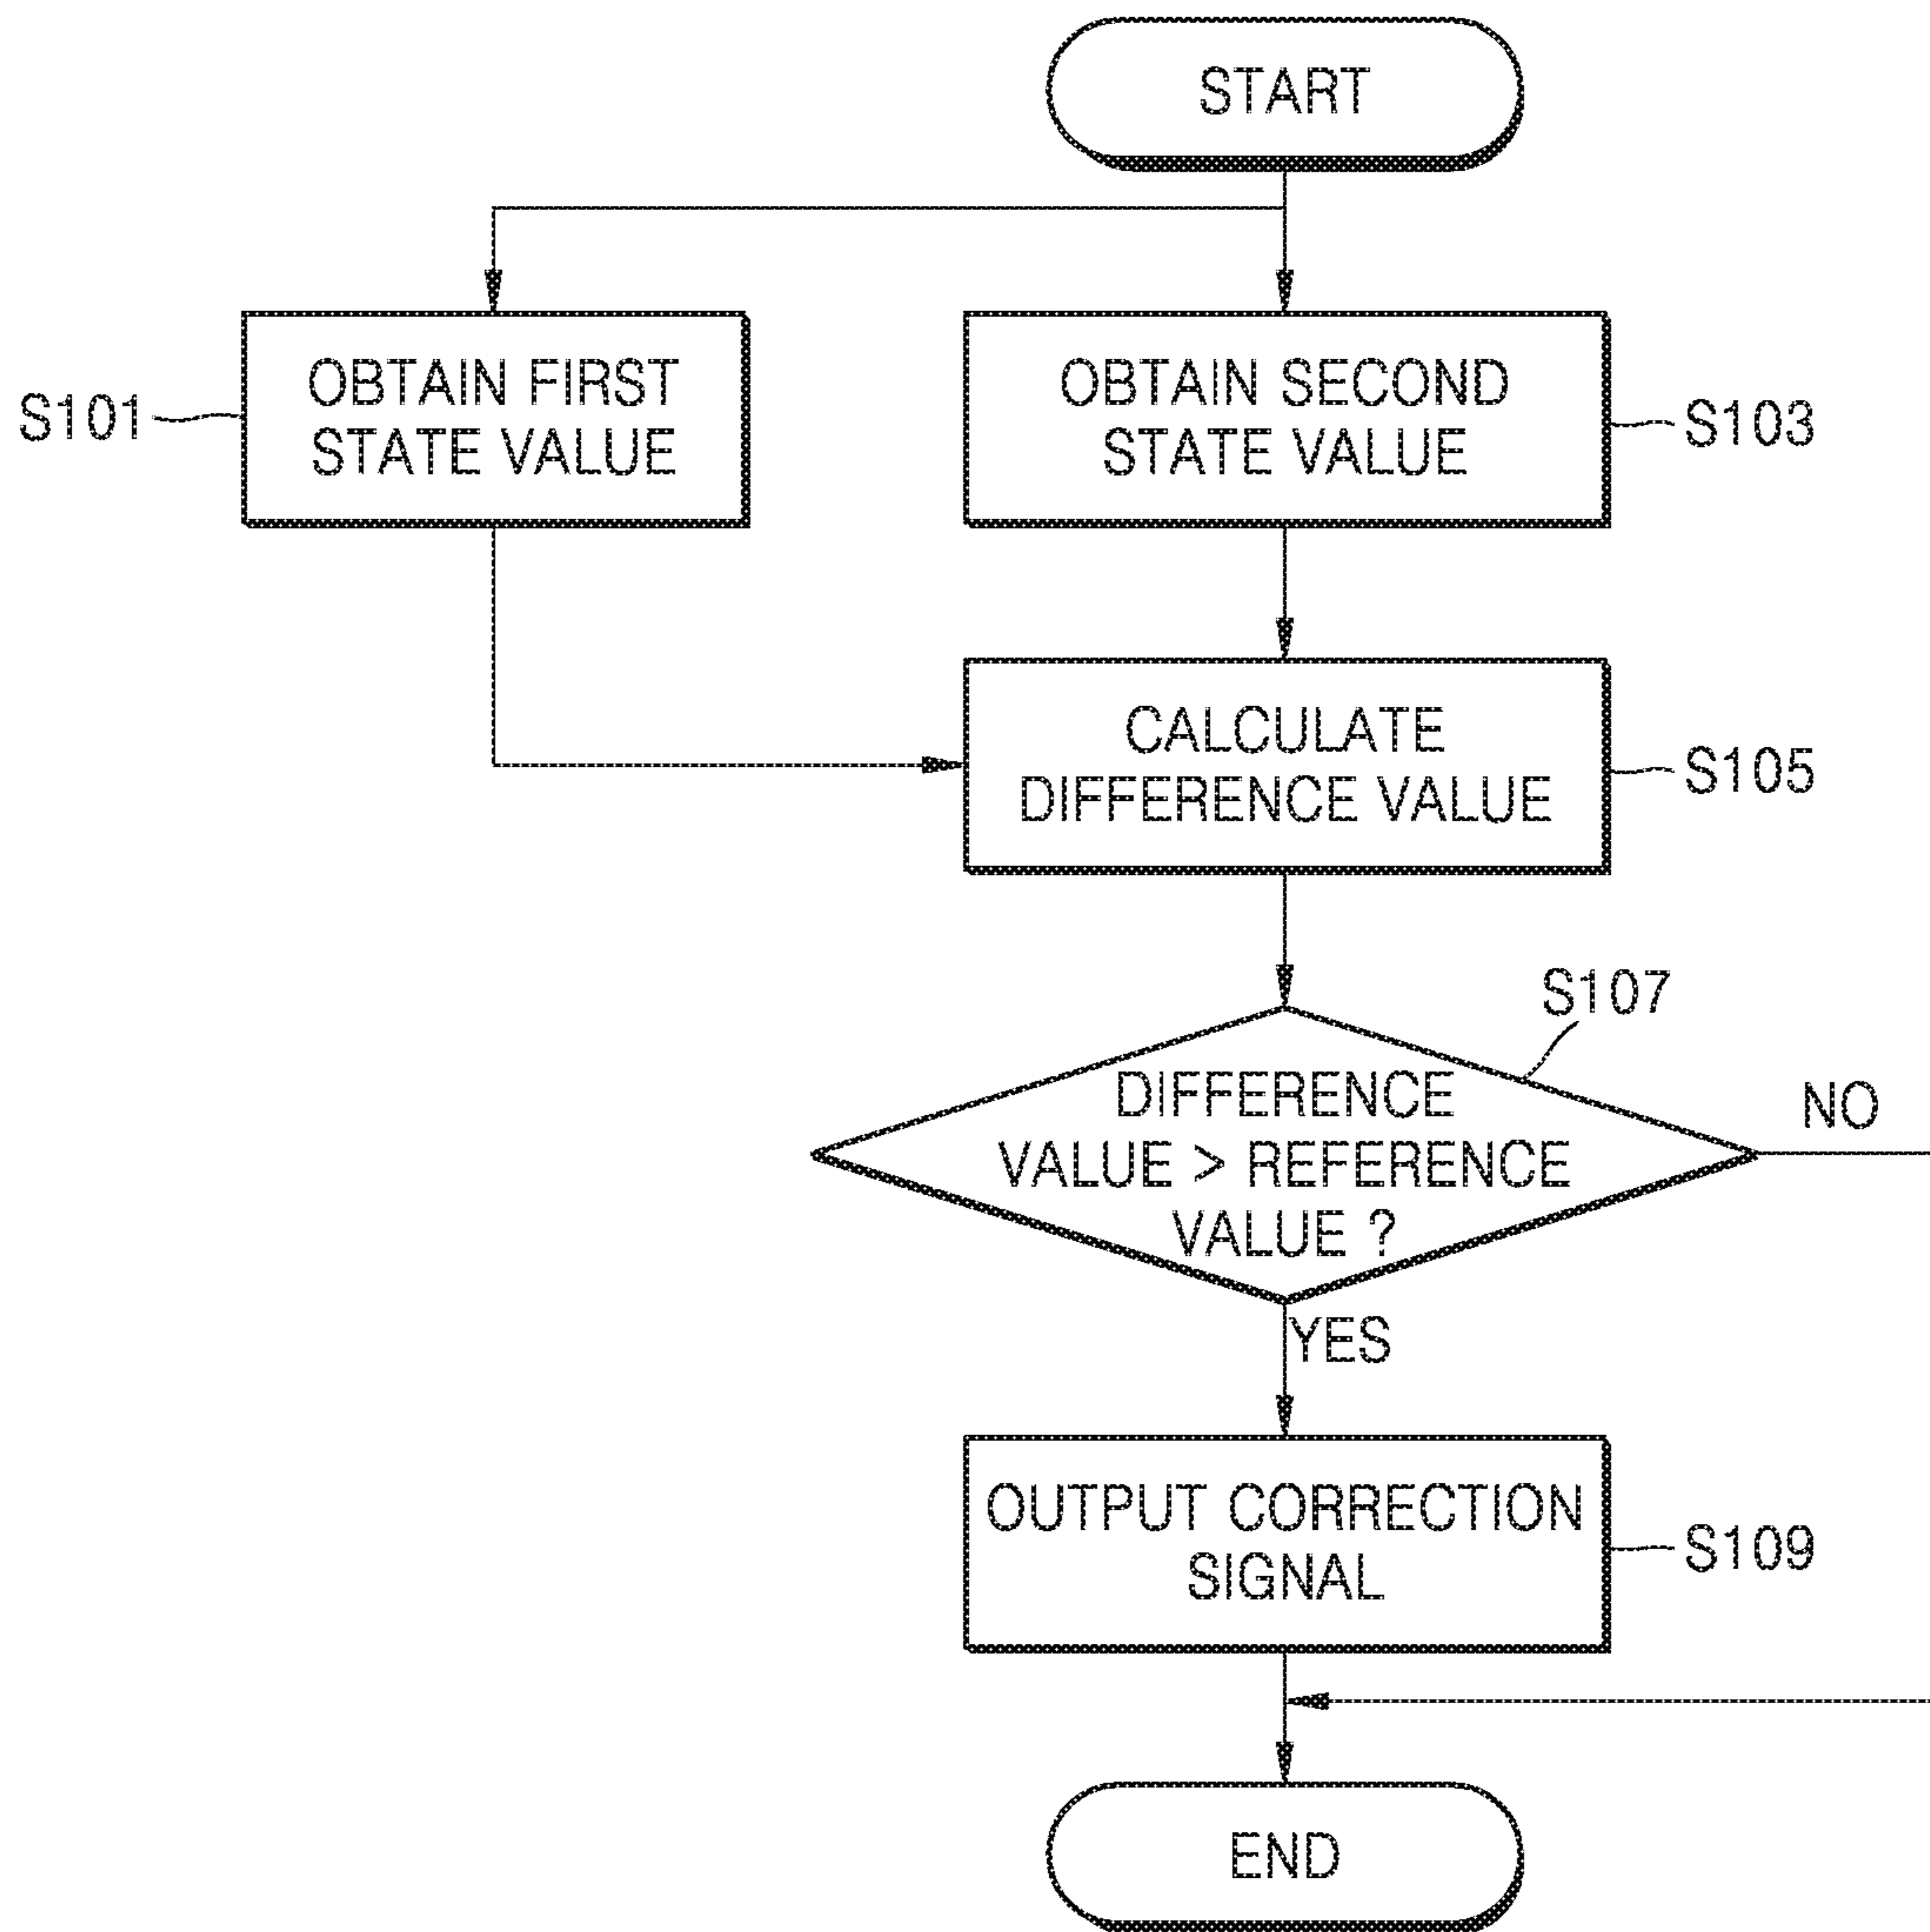 START
S101
OBTAIN FIRST
STATE VALUE
OBTAIN SECOND
STATE VALUE
S103
CALCULATE
DIFFERENCE VALUE
S105
S107
DIFFERENCE
VALUE > REFERENCE
VALUE ?
NO
YES
OUTPUT CORRECTION
SIGNAL
S109
END